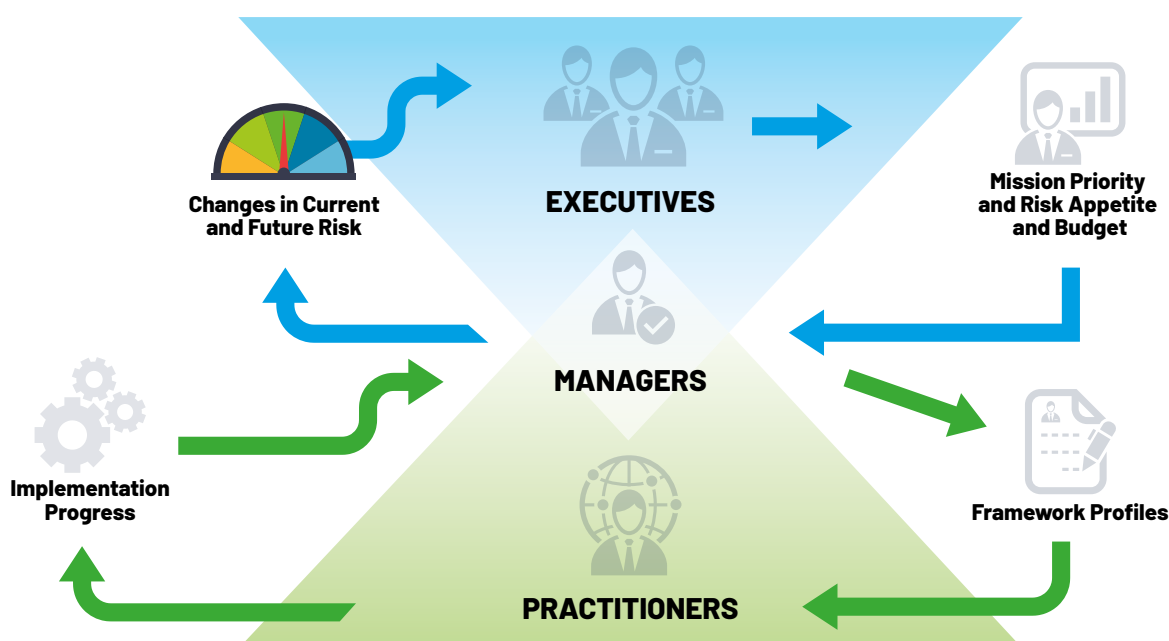 EXECUTIVES
Changes in Current
and Future Risk
Mission Priority
and Risk Appetite
and Budget
MANAGERS
Implementation
Progress
Framework Profiles
PRACTITIONERS